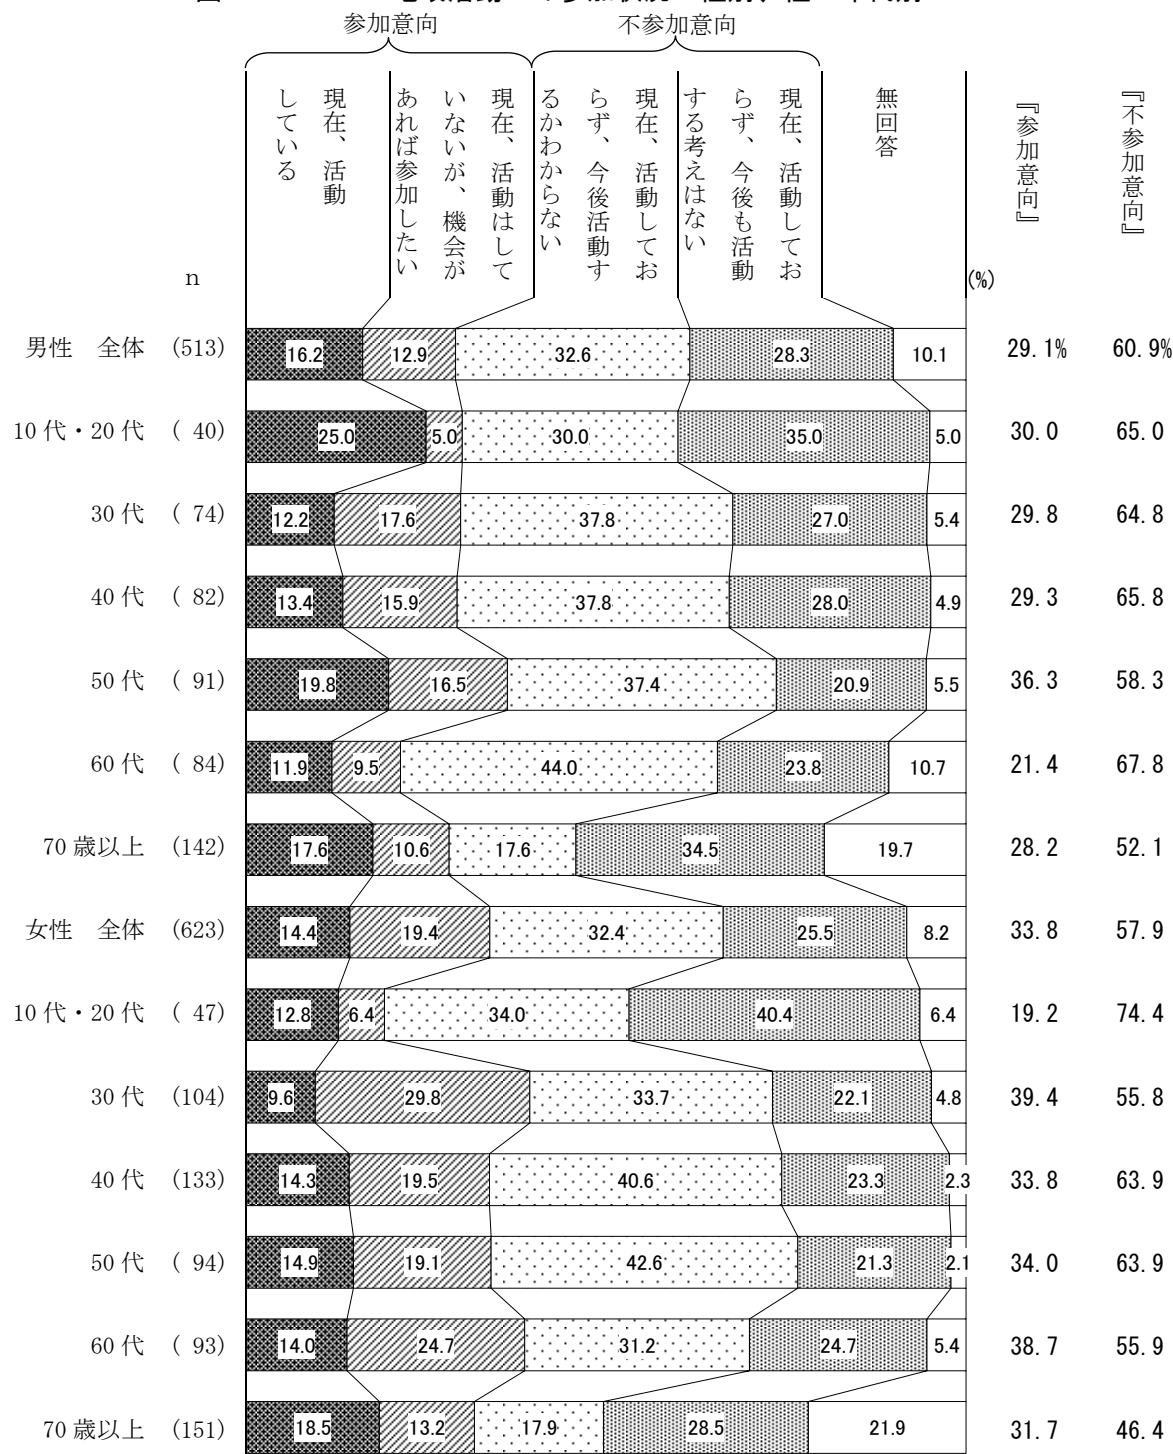 参加意向 不参加意向
現在、活動
している
現在、活動はして
いないが、機会が
あれば参加したい
現在、活動してお
らず、今後活動す
るかわからない
現在、活動してお
らず、今後も活動
する考えはない
無回答
『参加意向』
『不参加意向』
n (%)
男性 全体 (513) 16.2 12.9 32.6 28.3 10.1 29.1% 60.9%
10代・20代 ( 40) 25.0 5.0 30.0 35.0 5.0 30.0 65.0
30代 ( 74) 12.2 17.6 37.8 27.0 5.4 29.8 64.8
40代 ( 82) 13.4 15.9 37.8 28.0 4.9 29.3 65.8
50代 ( 91) 19.8 16.5 37.4 20.9 5.5 36.3 58.3
60代 ( 84) 11.9 9.5 44.0 23.8 10.7 21.4 67.8
70歳以上 (142) 17.6 10.6 17.6 34.5 19.7 28.2 52.1
女性 全体 (623) 14.4 19.4 32.4 25.5 8.2 33.8 57.9
10代・20代 ( 47) 12.8 6.4 34.0 40.4 6.4 19.2 74.4
30代 (104) 9.6 29.8 33.7 22.1 4.8 39.4 55.8
40代 (133) 14.3 19.5 40.6 23.3 2.3 33.8 63.9
50代 ( 94) 14.9 19.1 42.6 21.3 2.1 34.0 63.9
60代 ( 93) 14.0 24.7 31.2 24.7 5.4 38.7 55.9
70歳以上 (151) 18.5 13.2 17.9 28.5 21.9 31.7 46.4